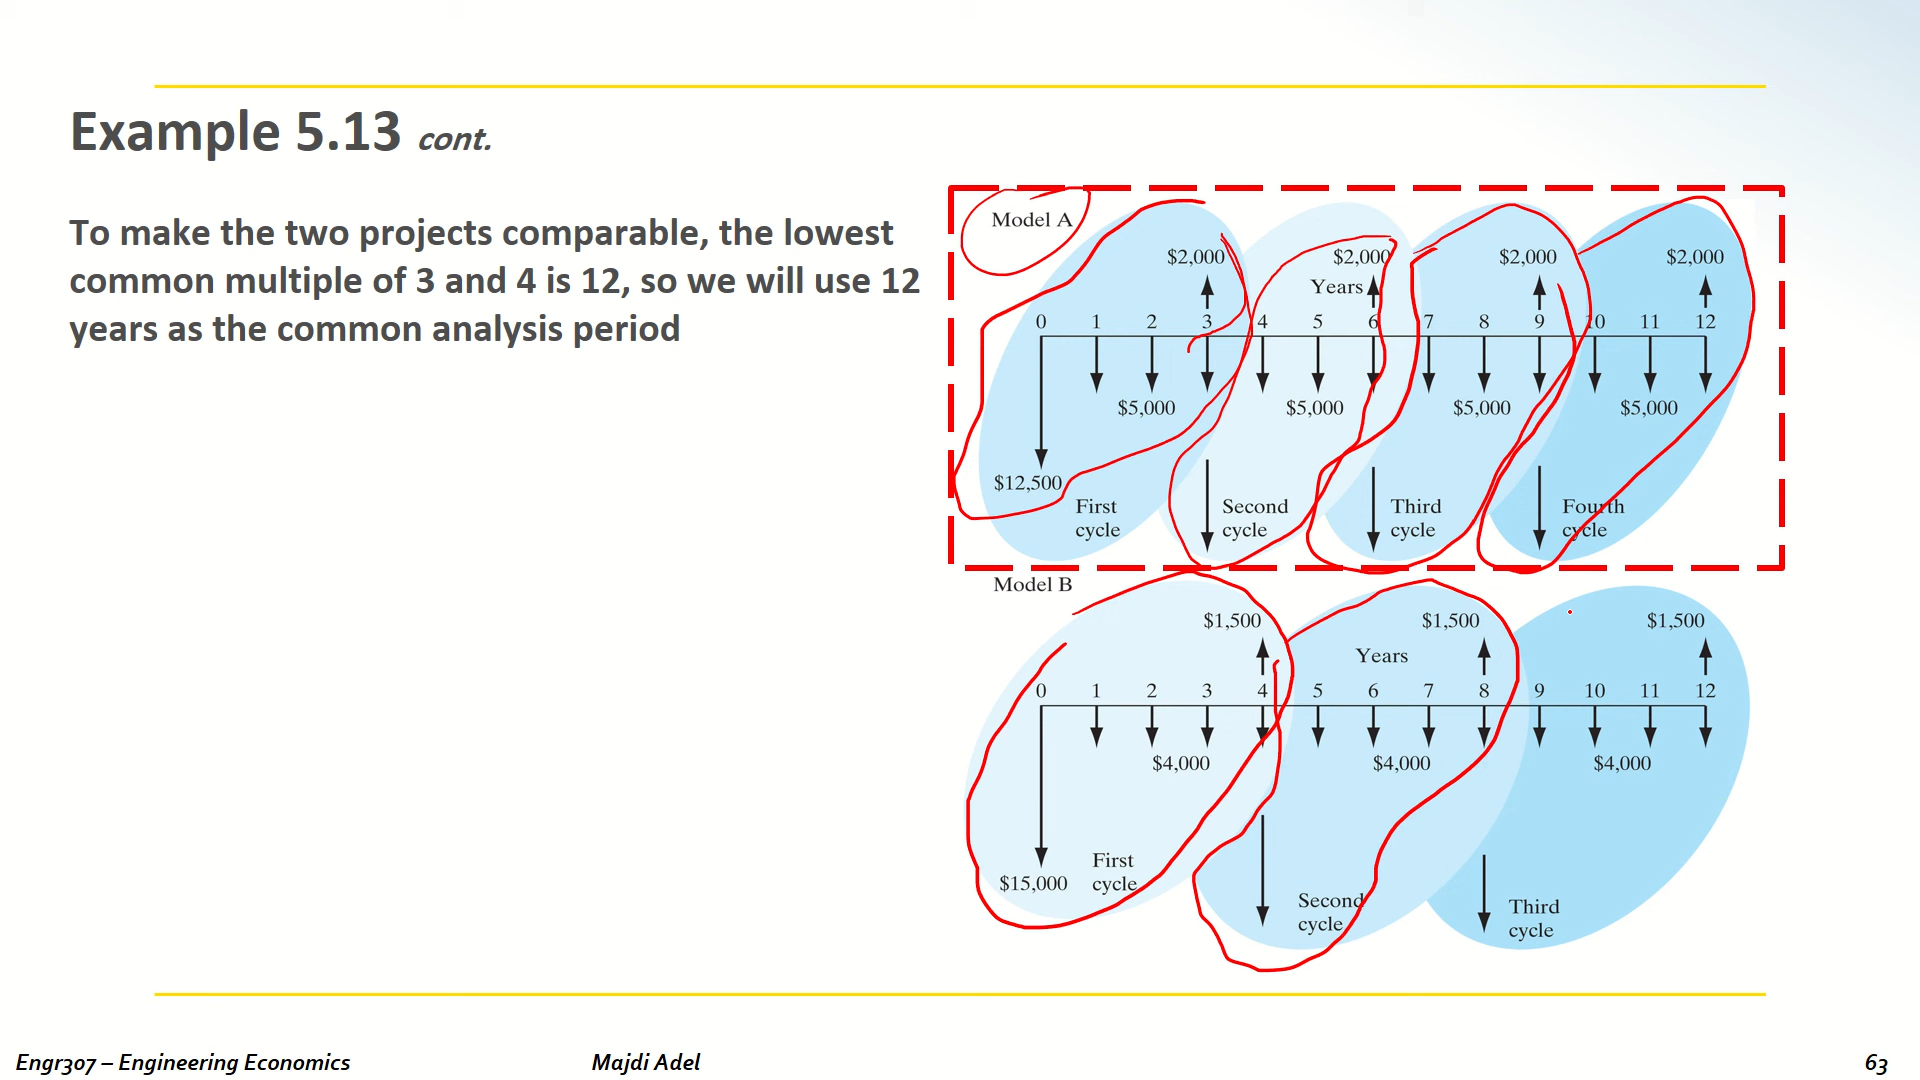 Example 5.13 cont.
To make the two projects comparable, the lowest
common multiple of 3 and 4 is 12, so we will use 12
years as the common analysis period
Model A
$2,000 $2,000 $2,000 $2,000
Years
0 1 2 3 4 5 6 7 8 9 10 11 12
$5,000 $5,000 $5,000 $5,000
$12,500
First
cycle
Second
cycle
Third
cycle
Fourth
cycle
Model B
$1,500 $1,500 $1,500
Years
0 1 2 3 4 5 6 7 8 9 10 11 12
$4,000 $4,000 $4,000
$15,000
First
cycle
Second
cycle
Third
cycle
Engr307 – Engineering Economics
Majdi Adel
63